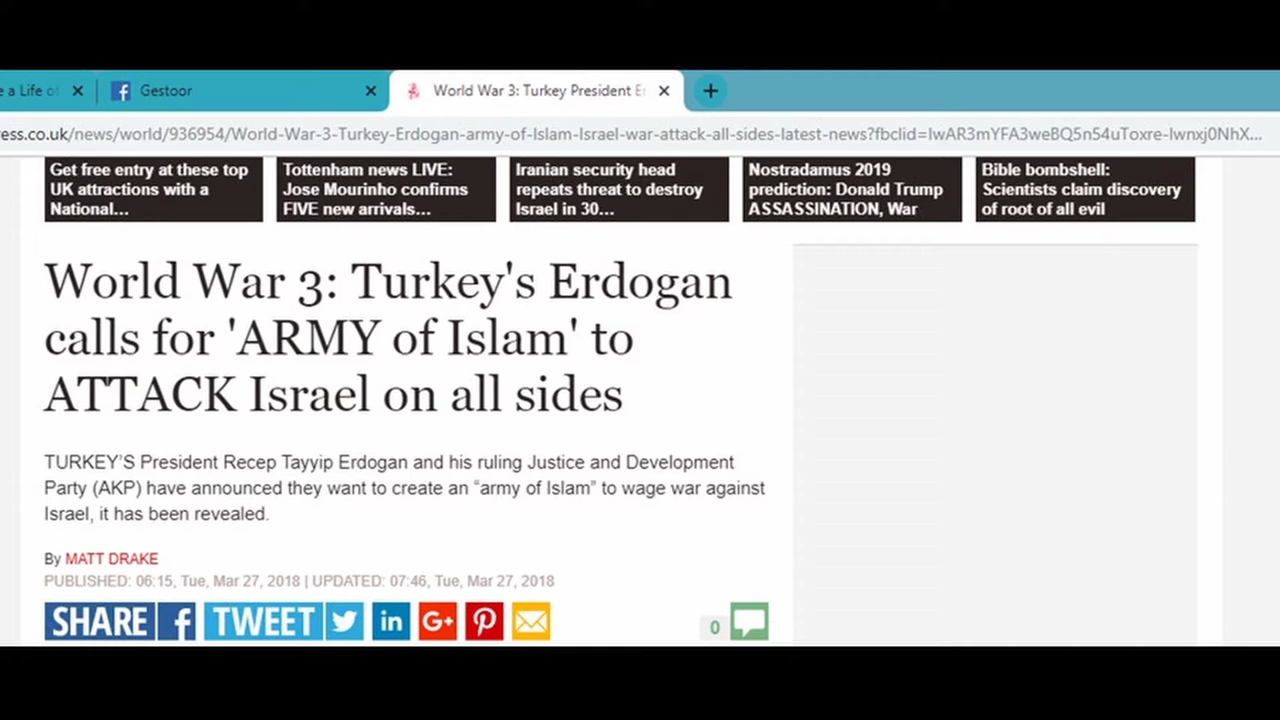 e a Life of
Gestoor
World War 3: Turkey President E
ess.co.uk/news/world/936954/World-War-3-Turkey-Erdogan-army-of-Islam-Israel-war-attack-all-sides-latest-news?fbclid=IwAR3mYFA3weBQ5n54uToxre-lwnxj0NhX...
Get free entry at these top
UK attractions with a
National...
Tottenham news LIVE:
Jose Mourinho confirms
FIVE new arrivals...
Iranian security head
repeats threat to destroy
Israel in 30...
Nostradamus 2019
prediction: Donald Trump
ASSASSINATION, War
Bible bombshell:
Scientists claim discovery
of root of all evil
World War 3: Turkey's Erdogan
calls for 'ARMY of Islam' to
ATTACK Israel on all sides
TURKEY'S President Recep Tayyip Erdogan and his ruling Justice and Development
Party (AKP) have announced they want to create an “army of Islam” to wage war against
Israel, it has been revealed.
By MATT DRAKE
PUBLISHED: 06:15, Tue, Mar 27, 2018 | UPDATED: 07:46, Tue, Mar 27, 2018
SHARE f TWEET in G+ 0